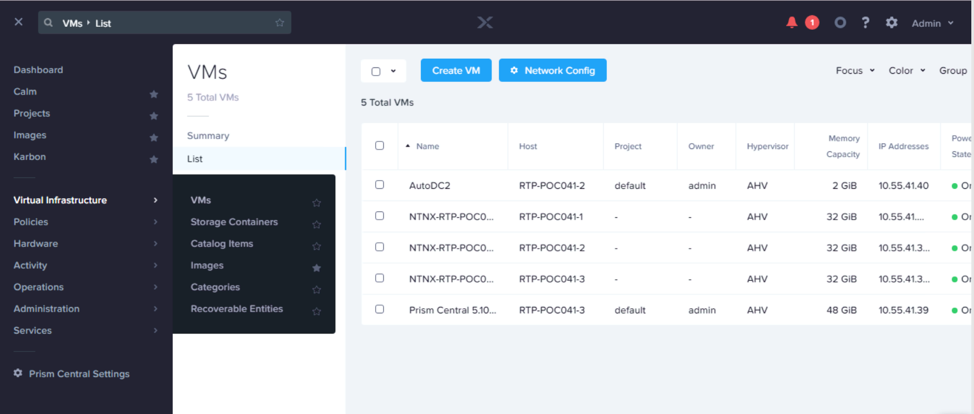 VMs › List
1
?
Admin
Dashboard
Calm
Projects
Images
Karbon
Virtual Infrastructure
Policies
Hardware
Activity
Operations
Administration
Services
Prism Central Settings
VMs
5 Total VMs
Summary
List
VMs
Storage Containers
Catalog Items
Images
Categories
Recoverable Entities
Create VM Network Config Focus Color Group
5 Total VMs
Name Host Project Owner Hypervisor Memory Capacity IP Addresses Powe State
AutoDC2 RTP-POC041-2 default admin AHV 2 GiB 10.55.41.40 Or
NTNX-RTP-POC0... RTP-POC041-1 - - AHV 32 GiB 10.55.41.... Or
NTNX-RTP-POC0... RTP-POC041-2 - - AHV 32 GiB 10.55.41.3... Or
NTNX-RTP-POC0... RTP-POC041-3 - - AHV 32 GiB 10.55.41.3... Or
Prism Central 5.10... RTP-POC041-3 default admin AHV 48 GiB 10.55.41.39 Or